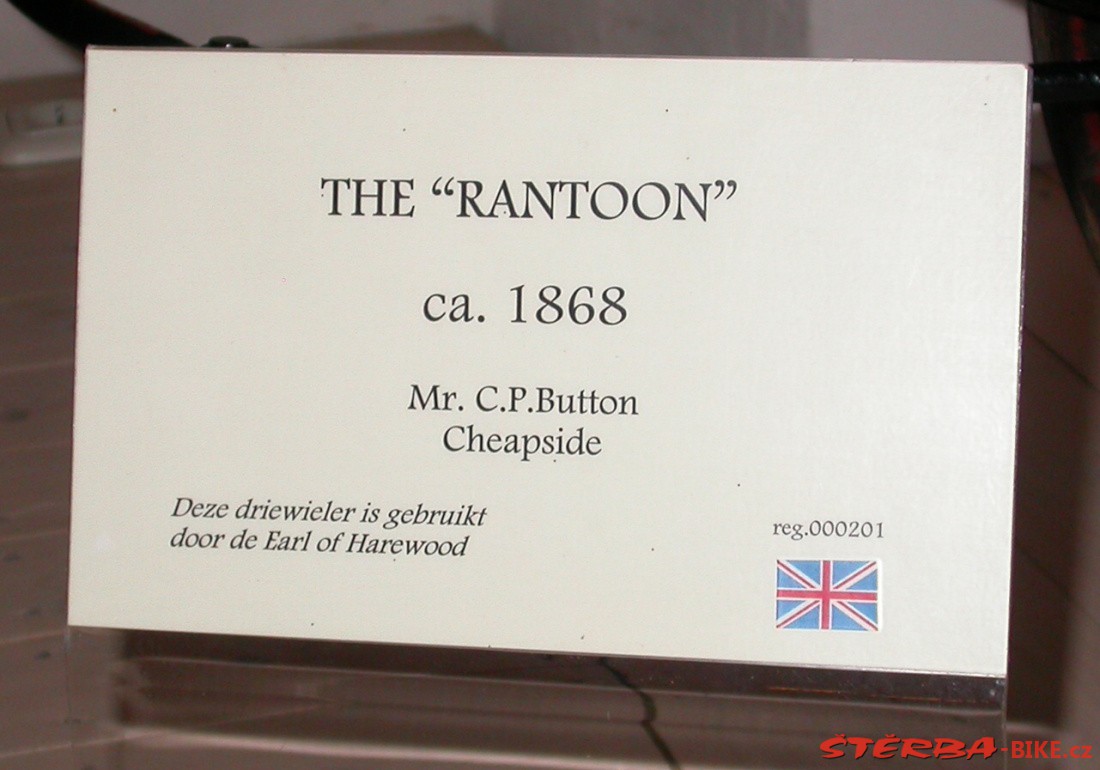 THE “RANTOON”
ca. 1868
Mr. C.P.Button
Cheapside
Deze driewieler is gebruikt
door de Earl of Harewood
reg.000201
ŠTĚRBA-BIKE.cz